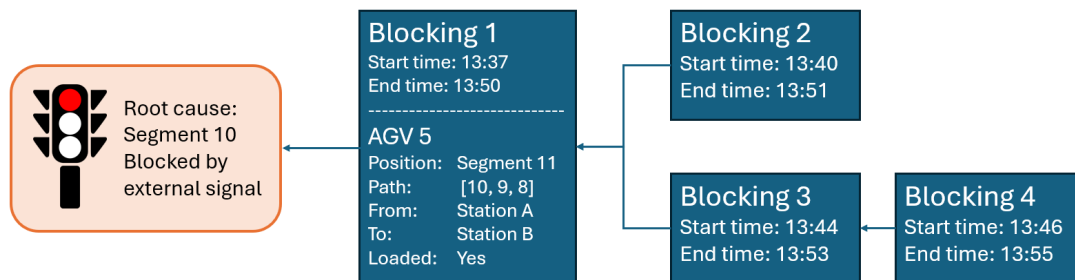 Root cause:
Segment 10
Blocked by
external signal
Blocking 1
Start time: 13:37
End time: 13:50
-----------------------------
AGV 5
Position: Segment 11
Path: [10, 9, 8]
From: Station A
To: Station B
Loaded: Yes
Blocking 2
Start time: 13:40
End time: 13:51
Blocking 3
Start time: 13:44
End time: 13:53
Blocking 4
Start time: 13:46
End time: 13:55